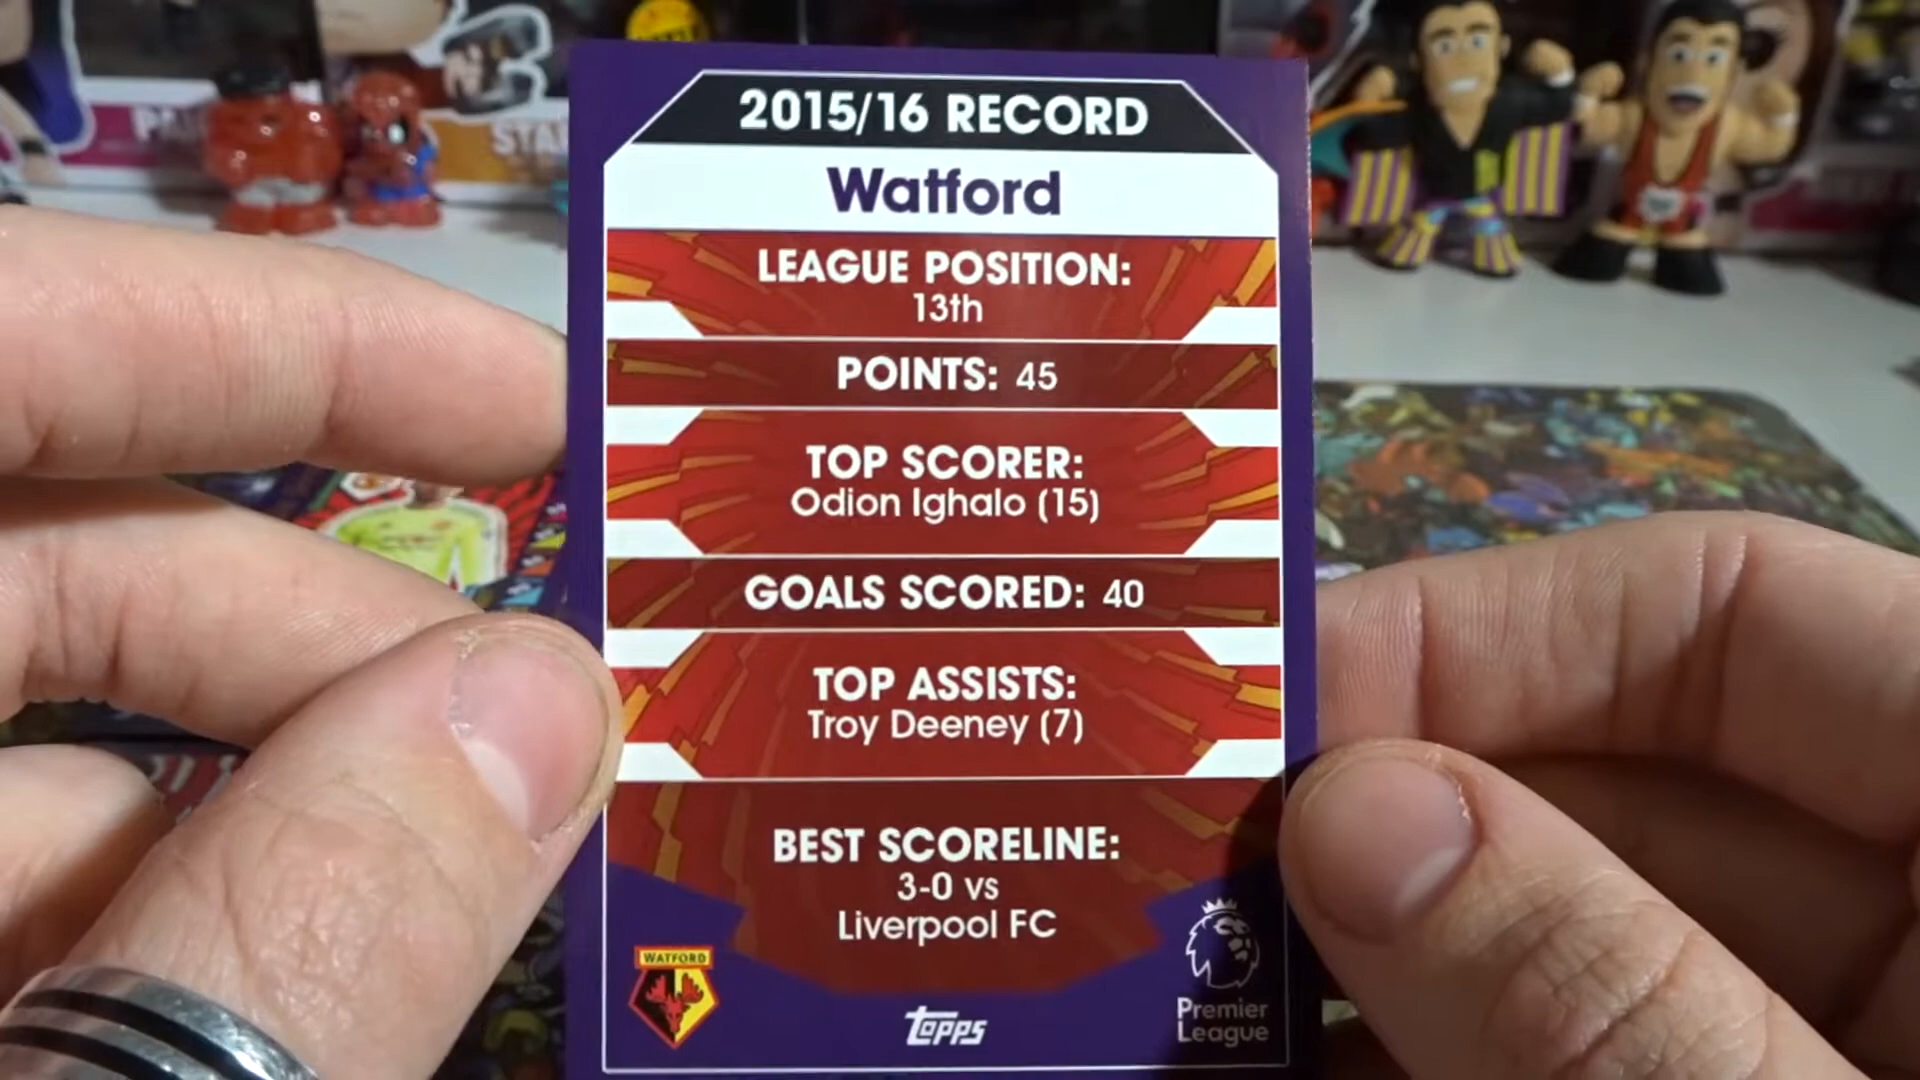 2015/16 RECORD
Watford
LEAGUE POSITION:
13th
POINTS: 45
TOP SCORER:
Odion Ighalo (15)
GOALS SCORED: 40
TOP ASSISTS:
Troy Deeney (7)
BEST SCORELINE:
3-0 vs
Liverpool FC
WATFORD
Topps
Premier
League